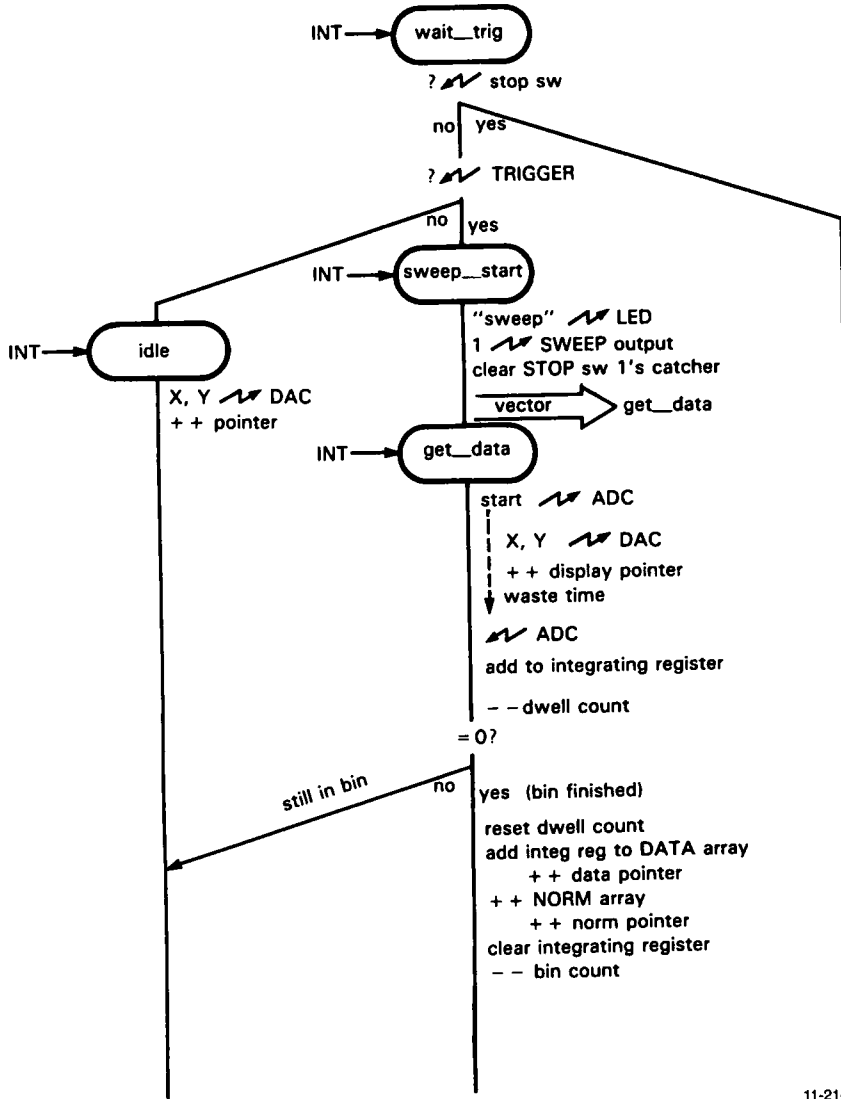 INT
wait__trig
? stop sw
no yes
? TRIGGER
no yes
INT
sweep__start
"sweep" LED
1 SWEEP output
clear STOP sw 1's catcher
INT
idle
X, Y DAC
+ + pointer
vector get__data
INT
get__data
start ADC
X, Y DAC
+ + display pointer
waste time
ADC
add to integrating register
- - dwell count
= 0?
still in bin
no yes (bin finished)
reset dwell count
add integ reg to DATA array
+ + data pointer
+ + NORM array
+ + norm pointer
clear integrating register
- - bin count
11-21-